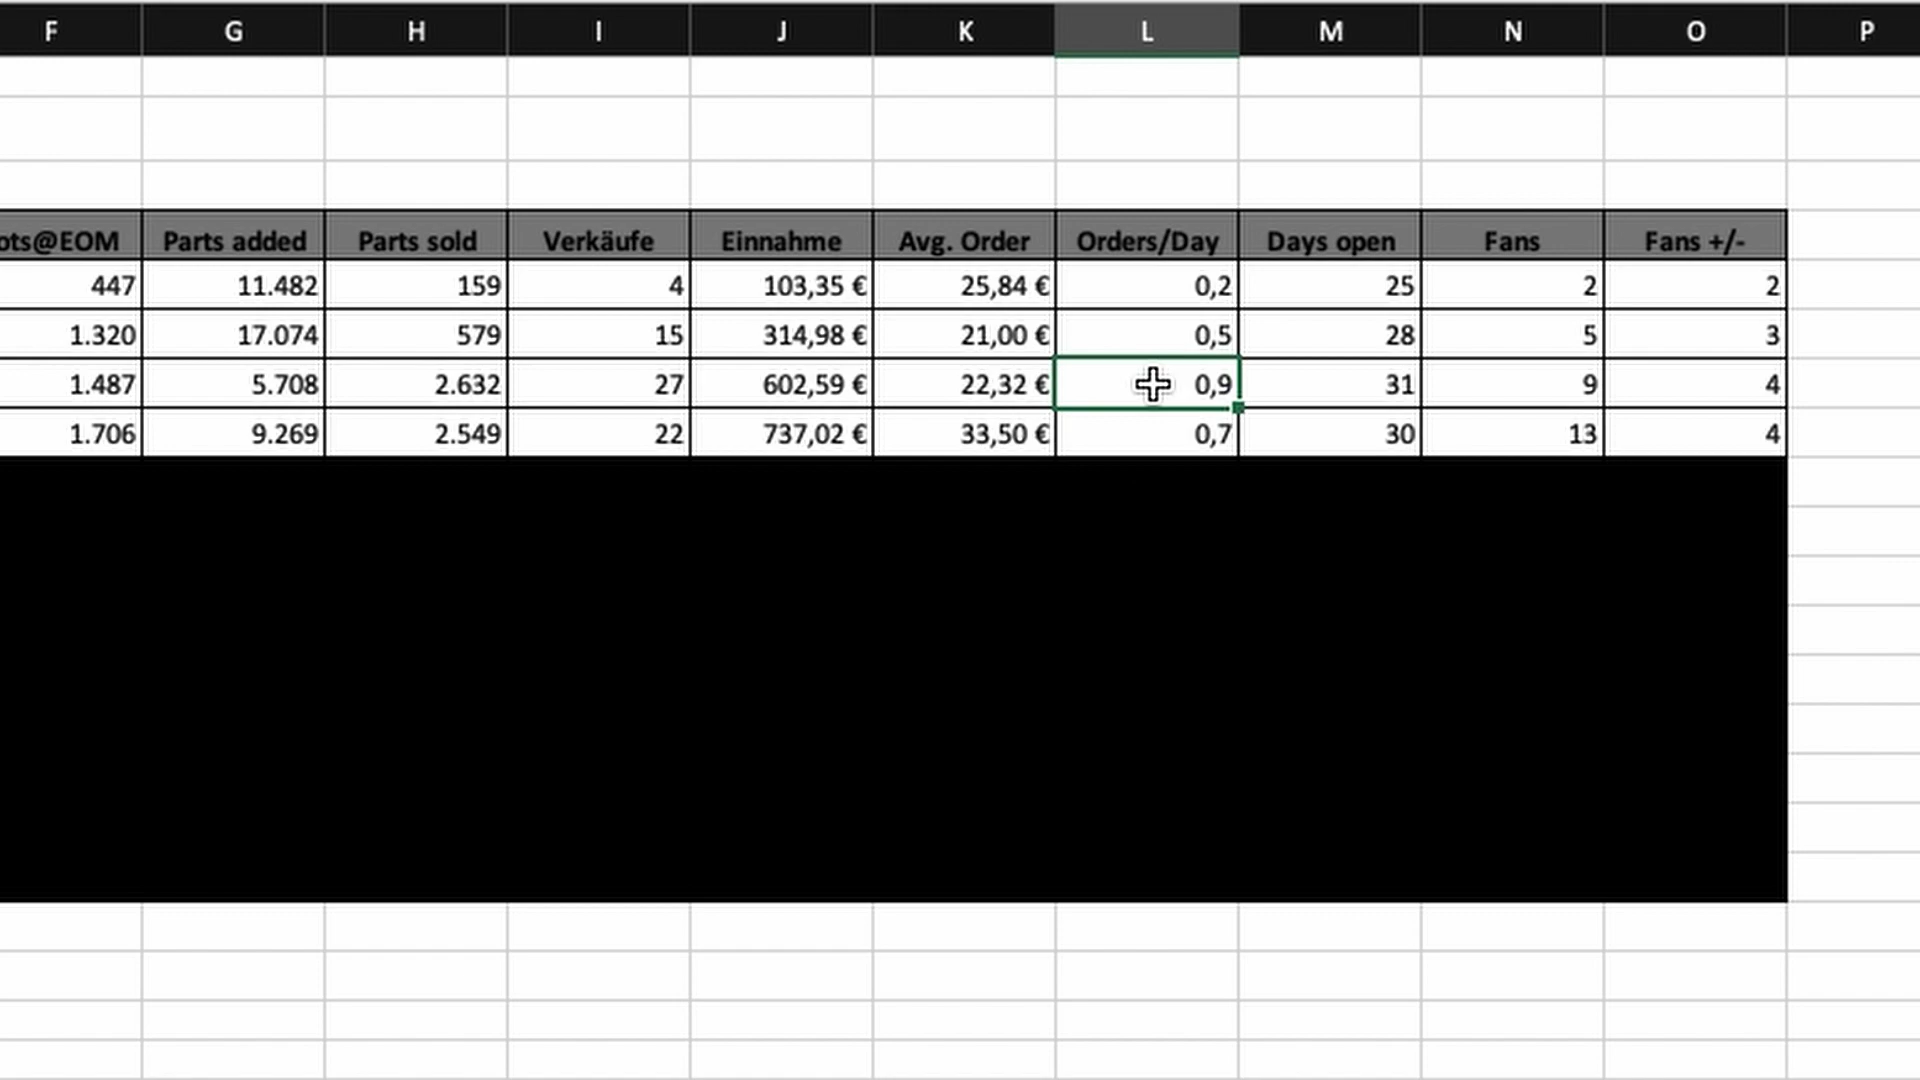 F G H I J K L M N O P
ots@EOM Parts added Parts sold Verkäufe Einnahme Avg. Order Orders/Day Days open Fans Fans +/-
447 11.482 159 4 103,35 € 25,84 € 0,2 25 2 2
1.320 17.074 579 15 314,98 € 21,00 € 0,5 28 5 3
1.487 5.708 2.632 27 602,59 € 22,32 € 0,9 31 9 4
1.706 9.269 2.549 22 737,02 € 33,50 € 0,7 30 13 4